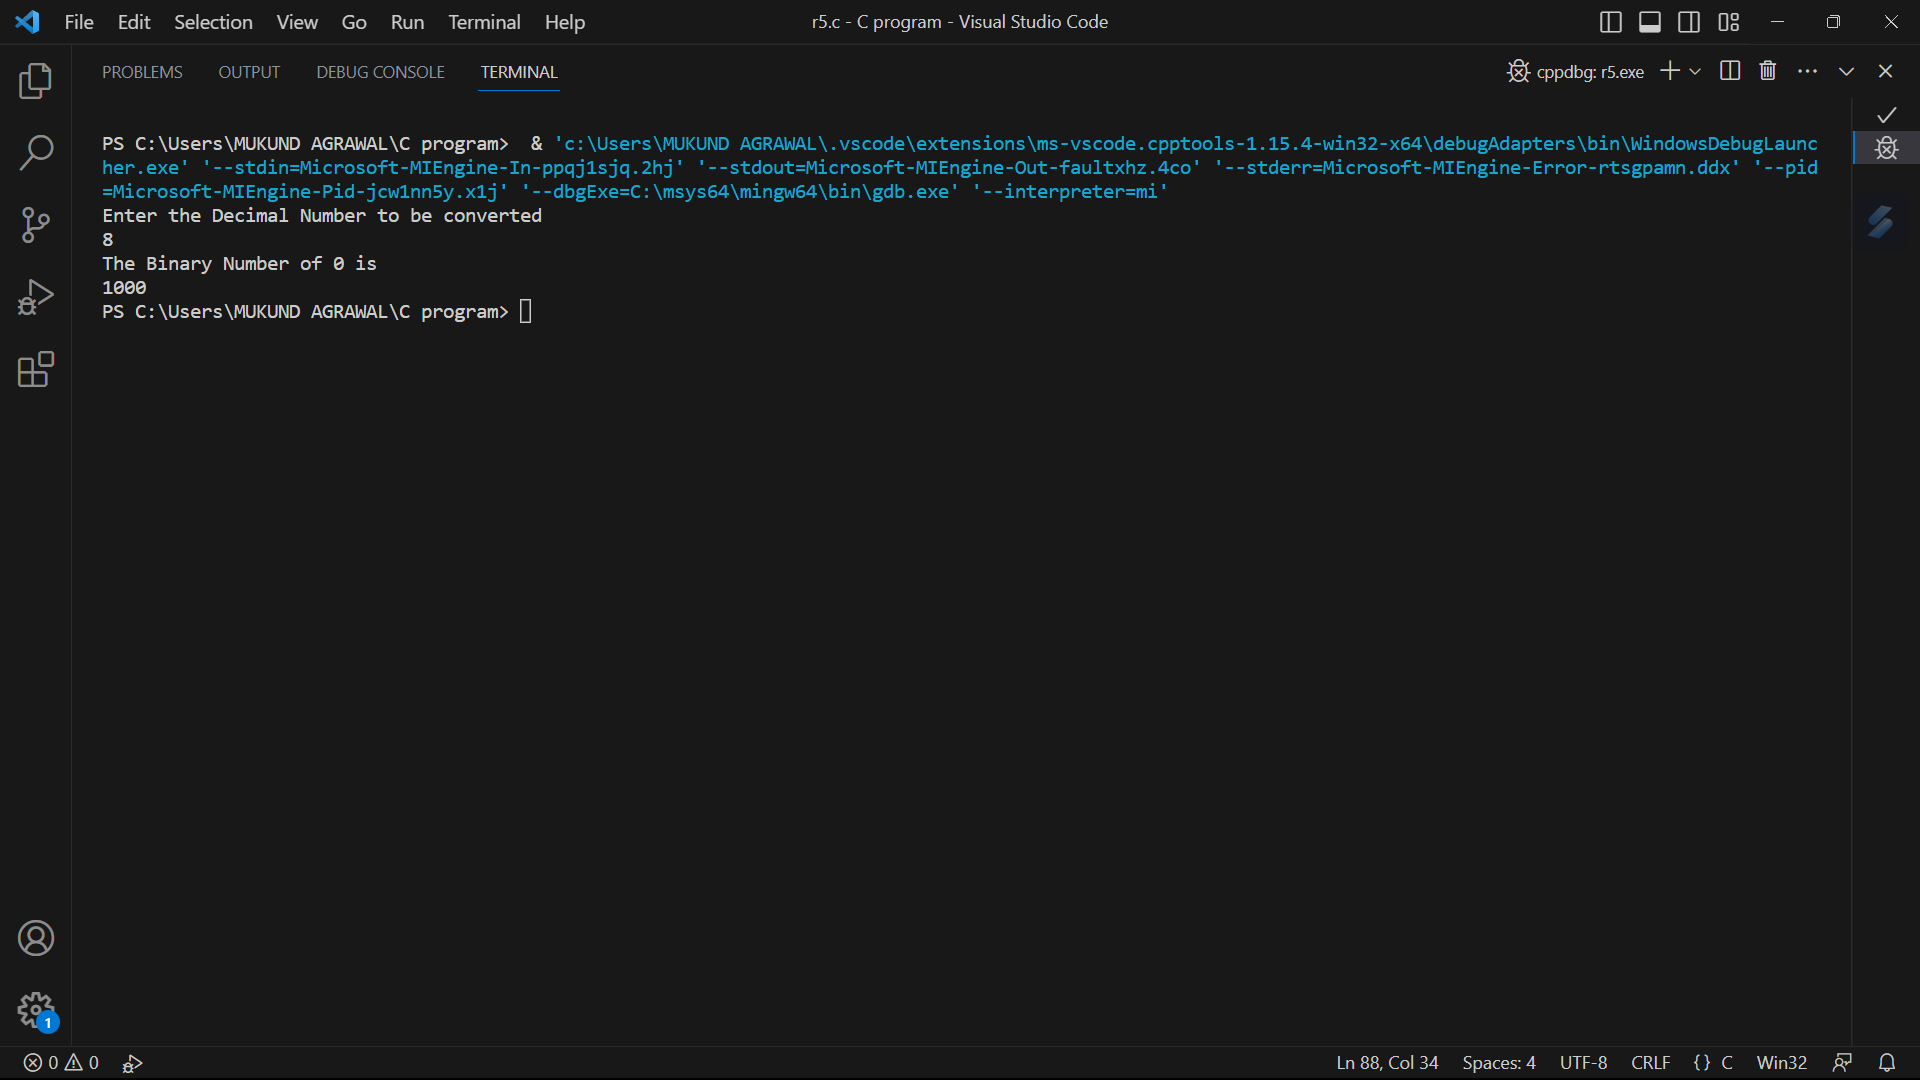 File Edit Selection View Go Run Terminal Help r5.c - C program - Visual Studio Code
PROBLEMS OUTPUT DEBUG CONSOLE TERMINAL cppdbg: r5.exe
PS C:\Users\MUKUND AGRAWAL\C program>  & 'c:\Users\MUKUND AGRAWAL\.vscode\extensions\ms-vscode.cpptools-1.15.4-win32-x64\debugAdapters\bin\WindowsDebugLaunc
her.exe' '--stdin=Microsoft-MIEngine-In-ppqj1sjq.2hj' '--stdout=Microsoft-MIEngine-Out-faultxhz.4co' '--stderr=Microsoft-MIEngine-Error-rtsgpamn.ddx' '--pid
=Microsoft-MIEngine-Pid-jcw1nn5y.x1j' '--dbgExe=C:\msys64\mingw64\bin\gdb.exe' '--interpreter=mi'
Enter the Decimal Number to be converted
8
The Binary Number of 0 is
1000
PS C:\Users\MUKUND AGRAWAL\C program>
1
0 0 Ln 88, Col 34 Spaces: 4 UTF-8 CRLF {} C Win32